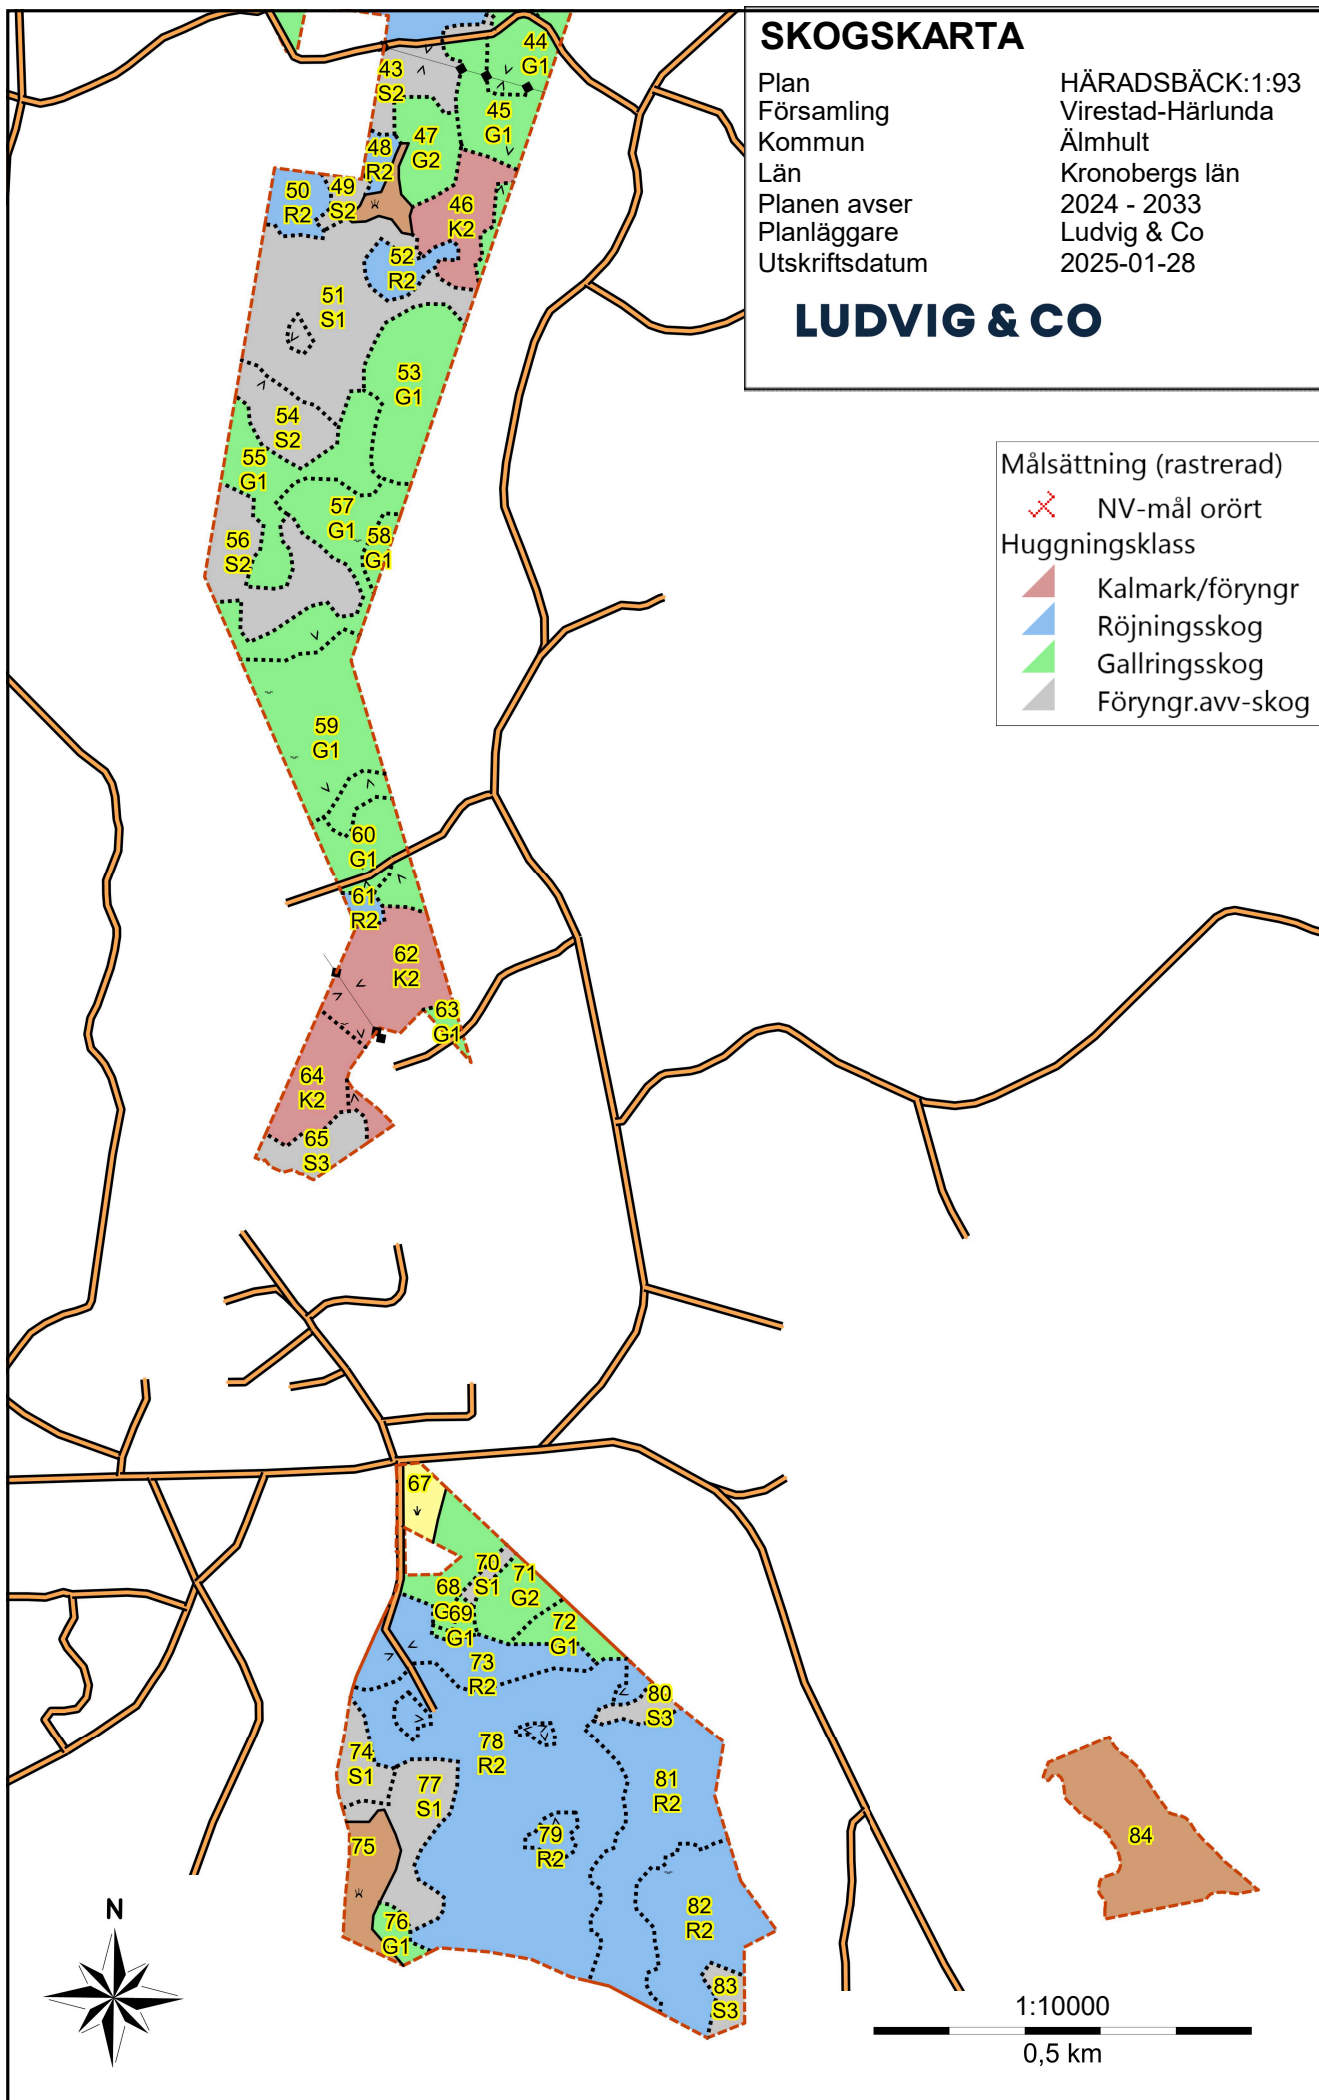 SKOGSKARTA
Plan HÄRADSBÄCK:1:93
Församling Virestad-Härlunda
Kommun Älmhult
Län Kronobergs län
Planen avser 2024 - 2033
Planläggare Ludvig & Co
Utskriftsdatum 2025-01-28
LUDVIG & CO
Målsättning (rastrerad)
NV-mål orört
Huggningsklass
Kalmark/föryngr
Röjningsskog
Gallringsskog
Föryngr.avv-skog
44
G1
43
S2
45
G1
47
G2
48
R2
49
S2
50
R2
46
K2
52
R2
51
S1
53
G1
54
S2
55
G1
57
G1
56
S2
58
G1
59
G1
60
G1
61
R2
62
K2
63
G1
64
K2
65
S3
67
70
S1
71
G2
68
G
69
G1
72
G1
73
R2
80
S3
74
S1
78
R2
77
S1
81
R2
79
R2
75
84
76
G1
82
R2
83
S3
N
1:10000
0,5 km